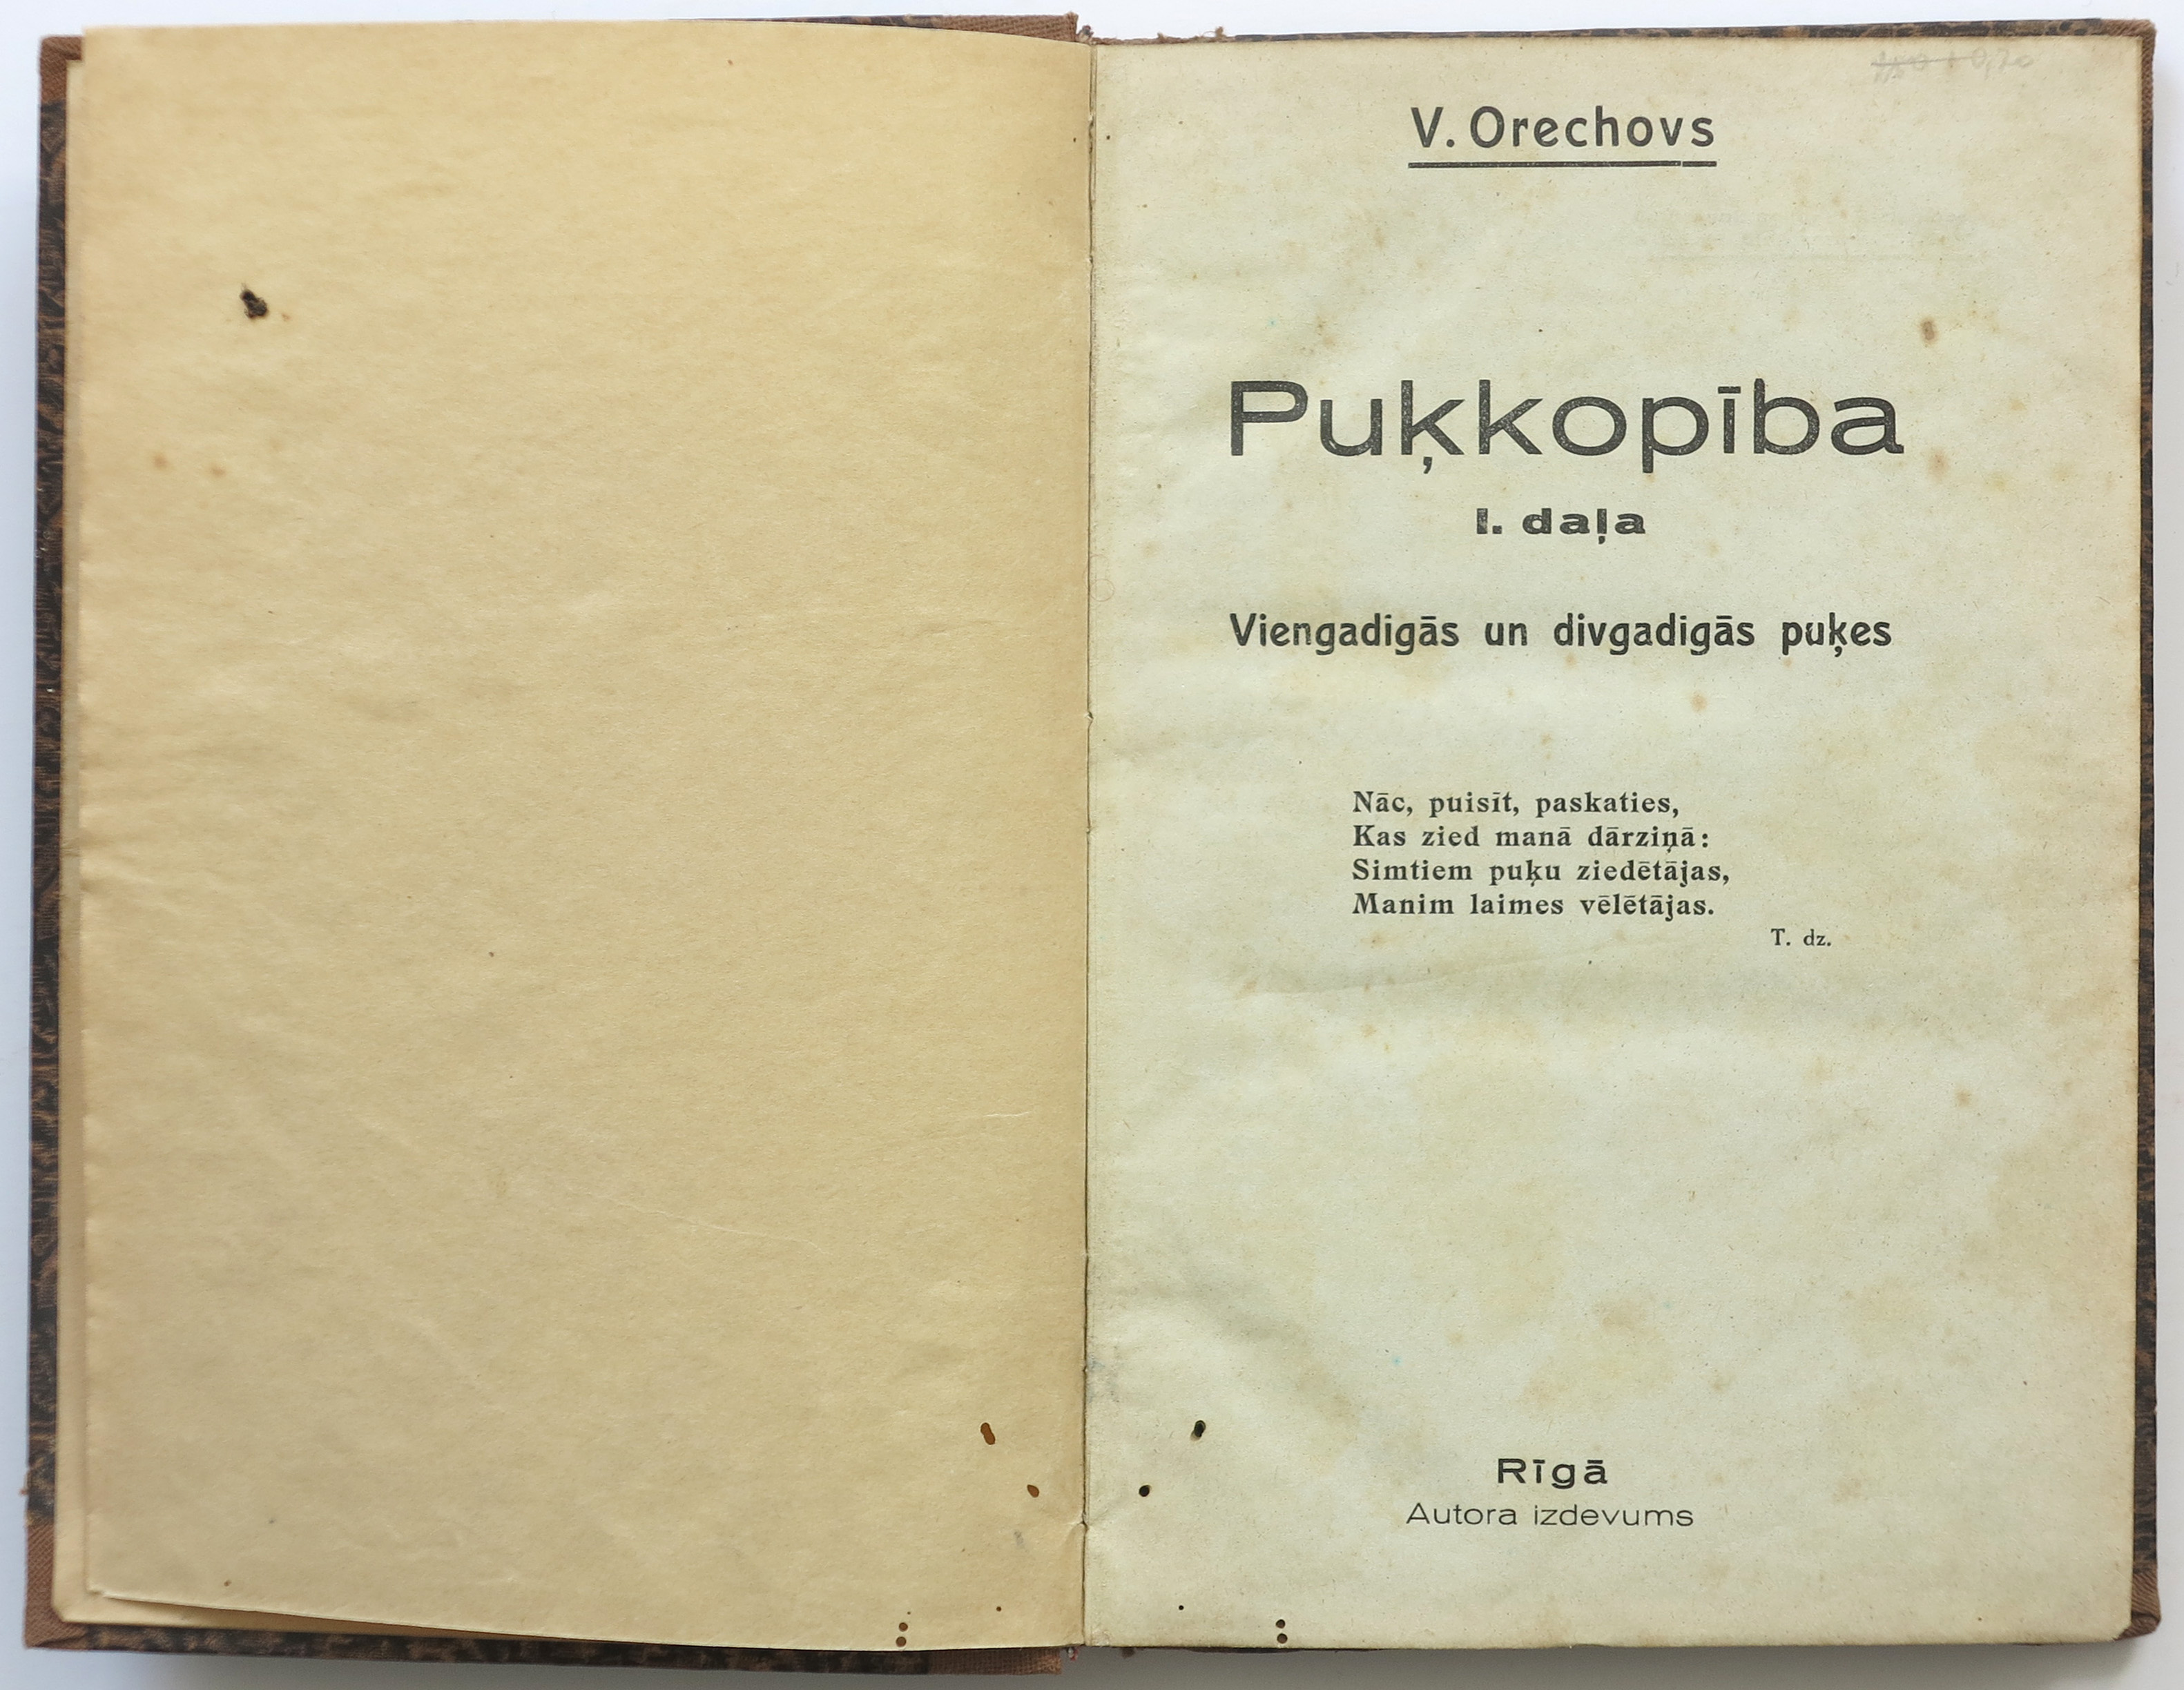 V. Orechovs
Puķkopība
I. daļa
Viengadigās un divgadigās puķes
Nāc, puisīt, paskaties,
Kas zied manā dārziņā:
Simtiem puķu ziedētājas,
Manim laimes vēlētājas.
T. dz.
Rīgā
Autora izdevums